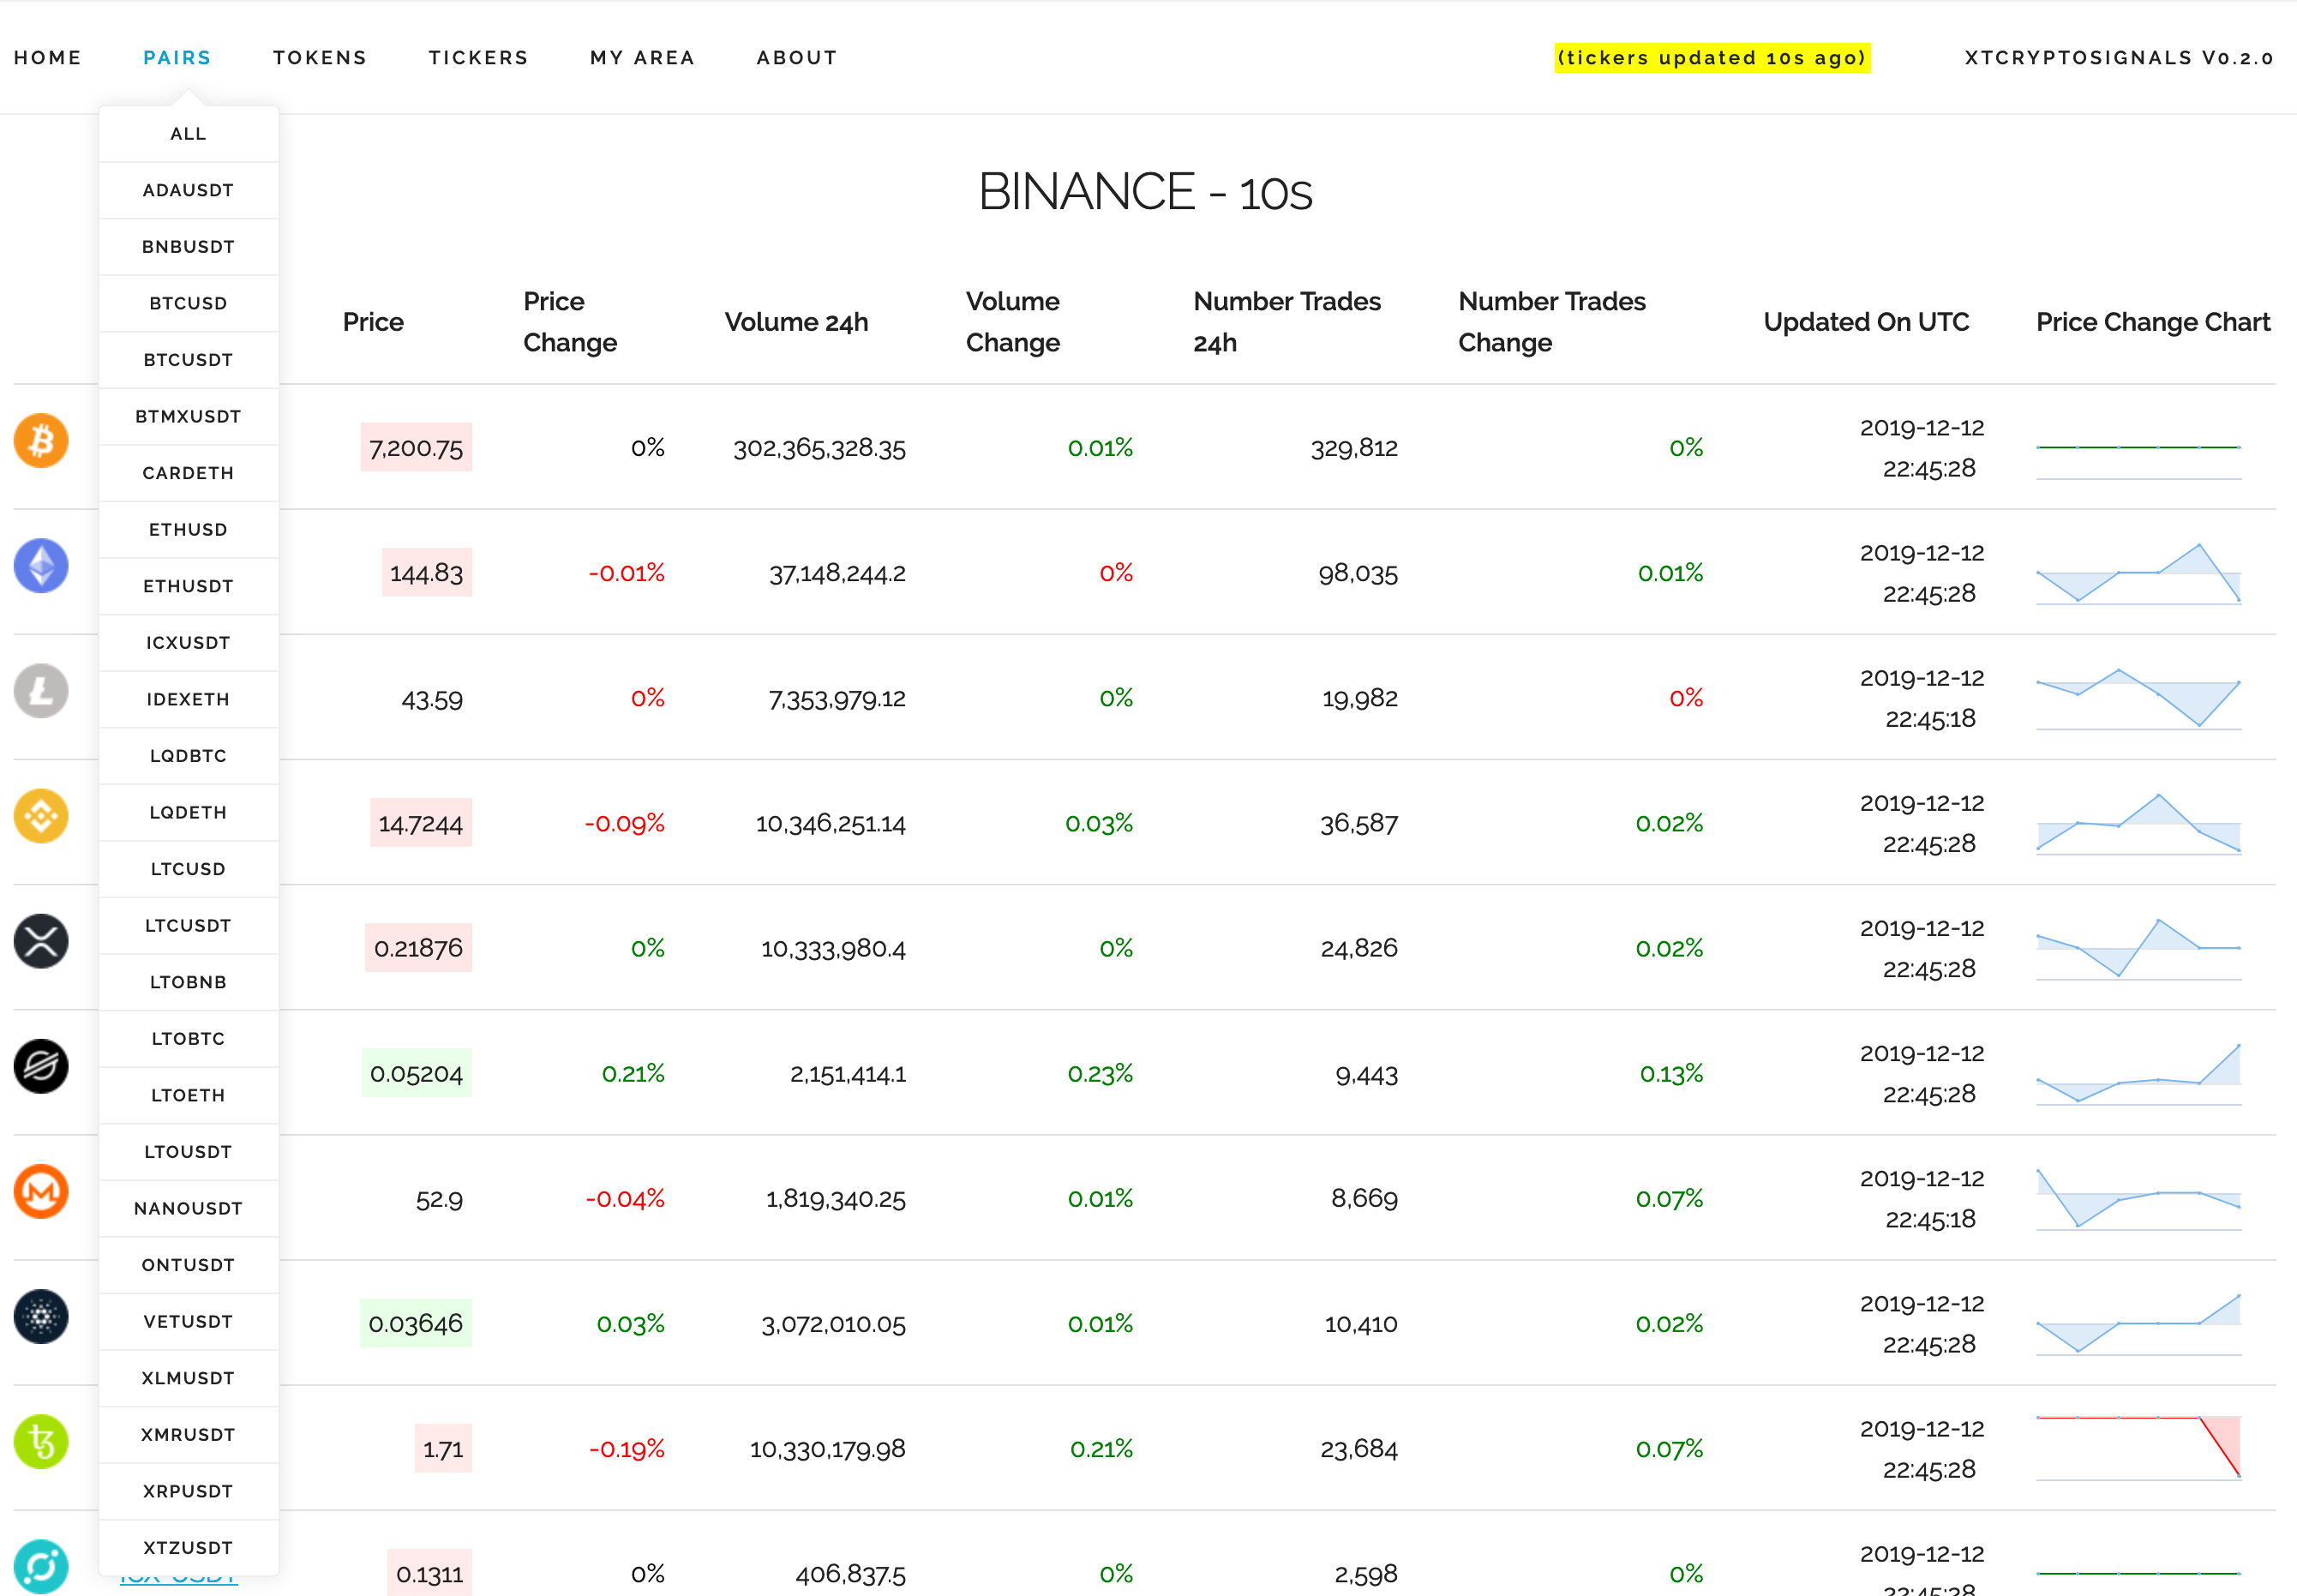 HOME PAIRS TOKENS TICKERS MY AREA ABOUT (tickers updated 10s ago) XTCRYPTOSIGNALS V0.2.0
ALL
ADAUSDT
BNBUSDT
BTCUSD
BTCUSDT
BTMXUSDT
CARDETH
ETHUSD
ETHUSDT
ICXUSDT
IDEXETH
LQDBTC
LQDETH
LTCUSD
LTCUSDT
LTOBNB
LTOBTC
LTOETH
LTOUSDT
NANOUSDT
ONTUSDT
VETUSDT
XLMUSDT
XMRUSDT
XRPUSDT
XTZUSDT
BINANCE - 10s
Price Price Change Volume 24h Volume Change Number Trades 24h Number Trades Change Updated On UTC Price Change Chart
7,200.75 0% 302,365,328.35 0.01% 329,812 0% 2019-12-12 22:45:28
144.83 -0.01% 37,148,244.2 0% 98,035 0.01% 2019-12-12 22:45:28
43.59 0% 7,353,979.12 0% 19,982 0% 2019-12-12 22:45:18
14.7244 -0.09% 10,346,251.14 0.03% 36,587 0.02% 2019-12-12 22:45:28
0.21876 0% 10,333,980.4 0% 24,826 0.02% 2019-12-12 22:45:28
0.05204 0.21% 2,151,414.1 0.23% 9,443 0.13% 2019-12-12 22:45:28
52.9 -0.04% 1,819,340.25 0.01% 8,669 0.07% 2019-12-12 22:45:18
0.03646 0.03% 3,072,010.05 0.01% 10,410 0.02% 2019-12-12 22:45:28
1.71 -0.19% 10,330,179.98 0.21% 23,684 0.07% 2019-12-12 22:45:28
ICX-USDT 0.1311 0% 406,837.5 0% 2,598 0% 2019-12-12